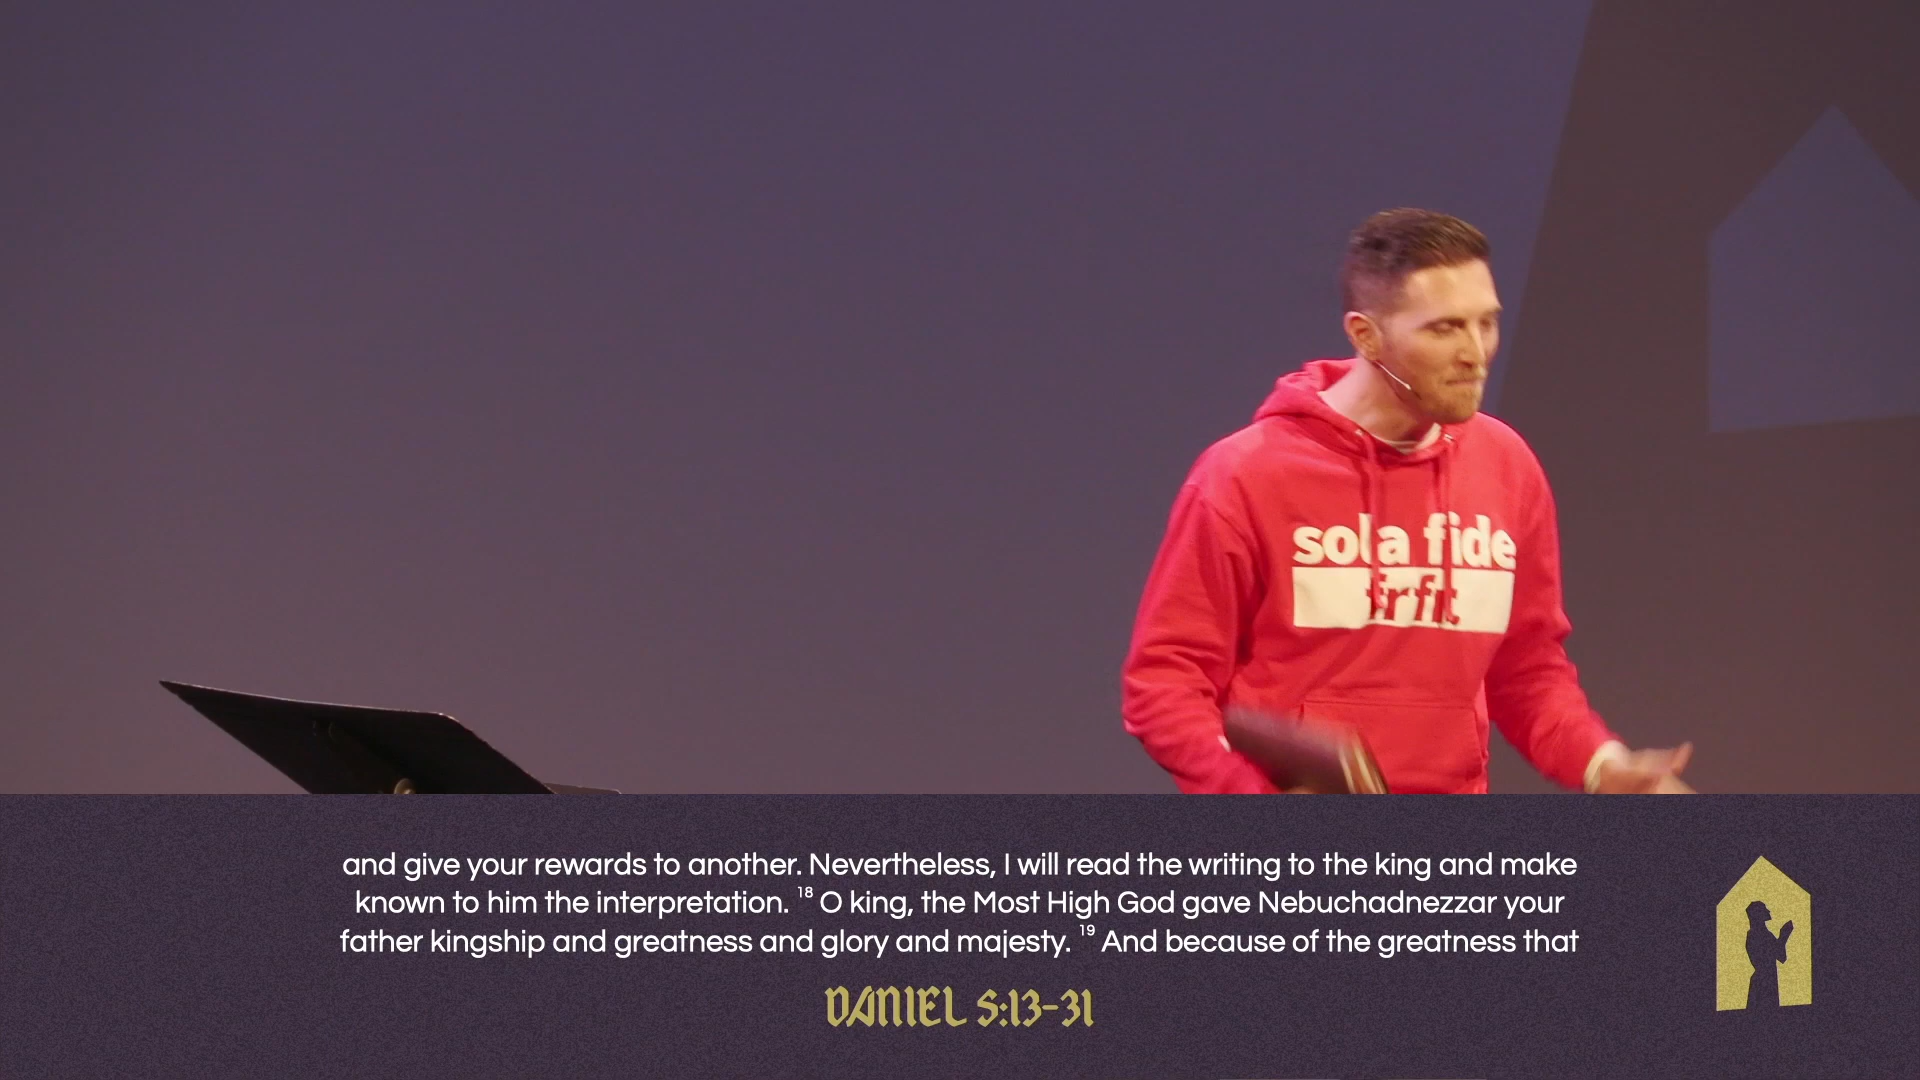 sola fide
frfr.
and give your rewards to another. Nevertheless, I will read the writing to the king and make
known to him the interpretation. ¹⁸ O king, the Most High God gave Nebuchadnezzar your
father kingship and greatness and glory and majesty. ¹⁹ And because of the greatness that
DANIEL 5:13-31